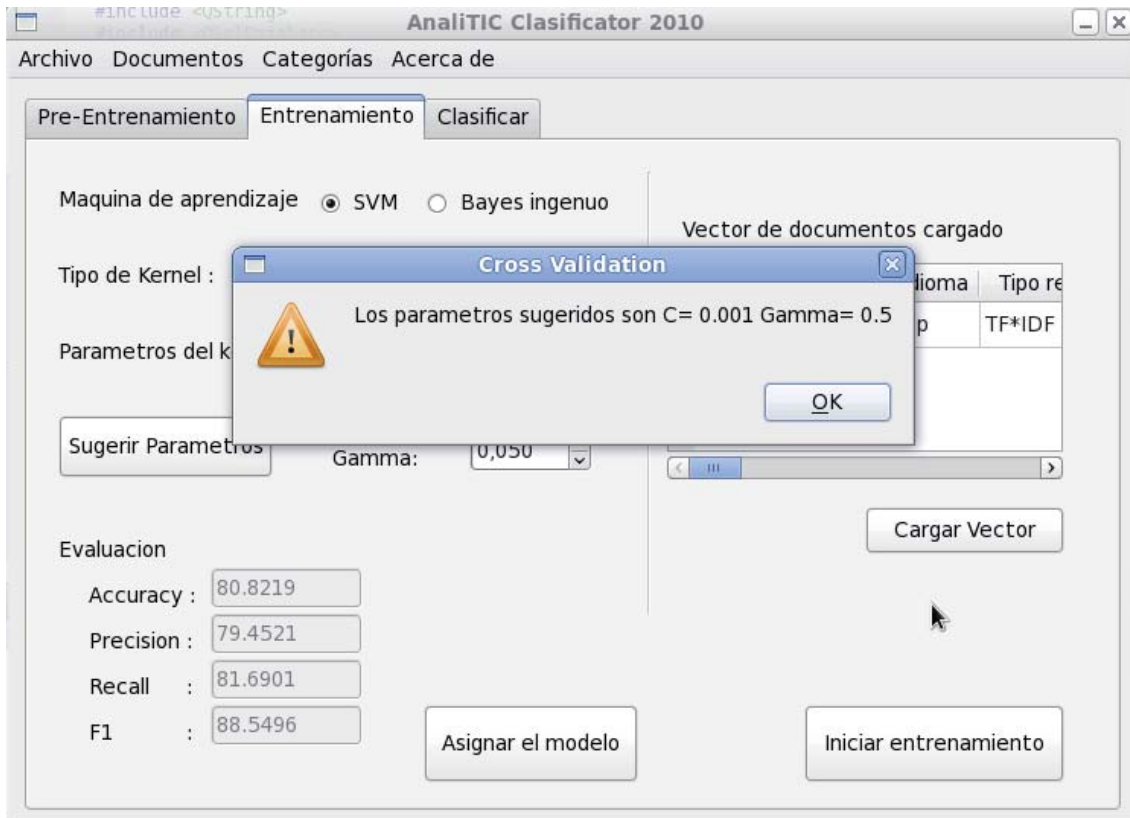 #include <QString>
AnaliTIC Clasificator 2010
Archivo Documentos Categorías Acerca de
Pre-Entrenamiento Entrenamiento Clasificar
Maquina de aprendizaje SVM Bayes ingenuo
Vector de documentos cargado
Tipo de Kernel :
Cross Validation
dioma Tipo re
Los parametros sugeridos son C= 0.001 Gamma= 0.5
p TF*IDF
Parametros del k
OK
Sugerir Parametros
Gamma: 0,050
Cargar Vector
Evaluacion
Accuracy : 80.8219
Precision : 79.4521
Recall : 81.6901
F1 : 88.5496
Asignar el modelo
Iniciar entrenamiento